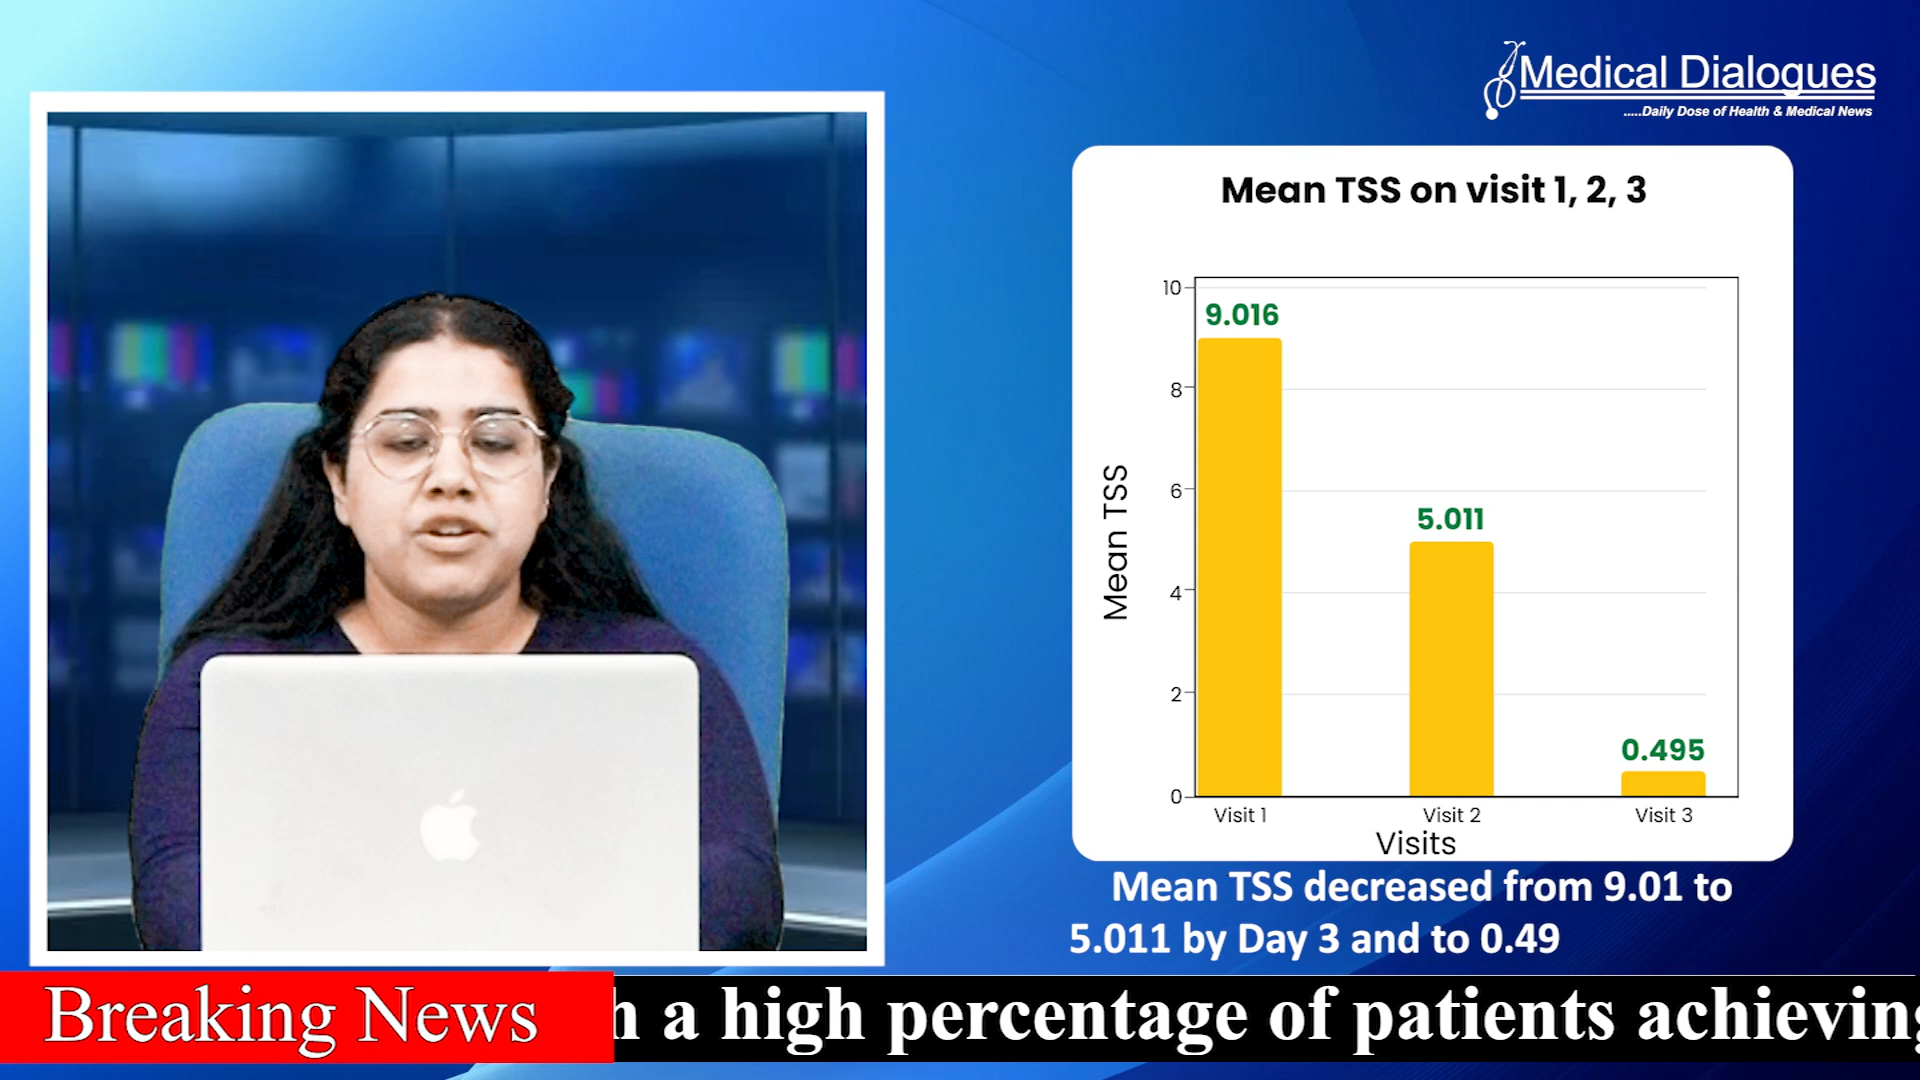 Medical Dialogues
.....Daily Dose of Health & Medical News
Mean TSS on visit 1, 2, 3
10
9.016
8
6
5.011
4
2
0.495
0
Mean TSS
Visit 1 Visit 2 Visit 3
Visits
Mean TSS decreased from 9.01 to
5.011 by Day 3 and to 0.49
Breaking News h a high percentage of patients achieving